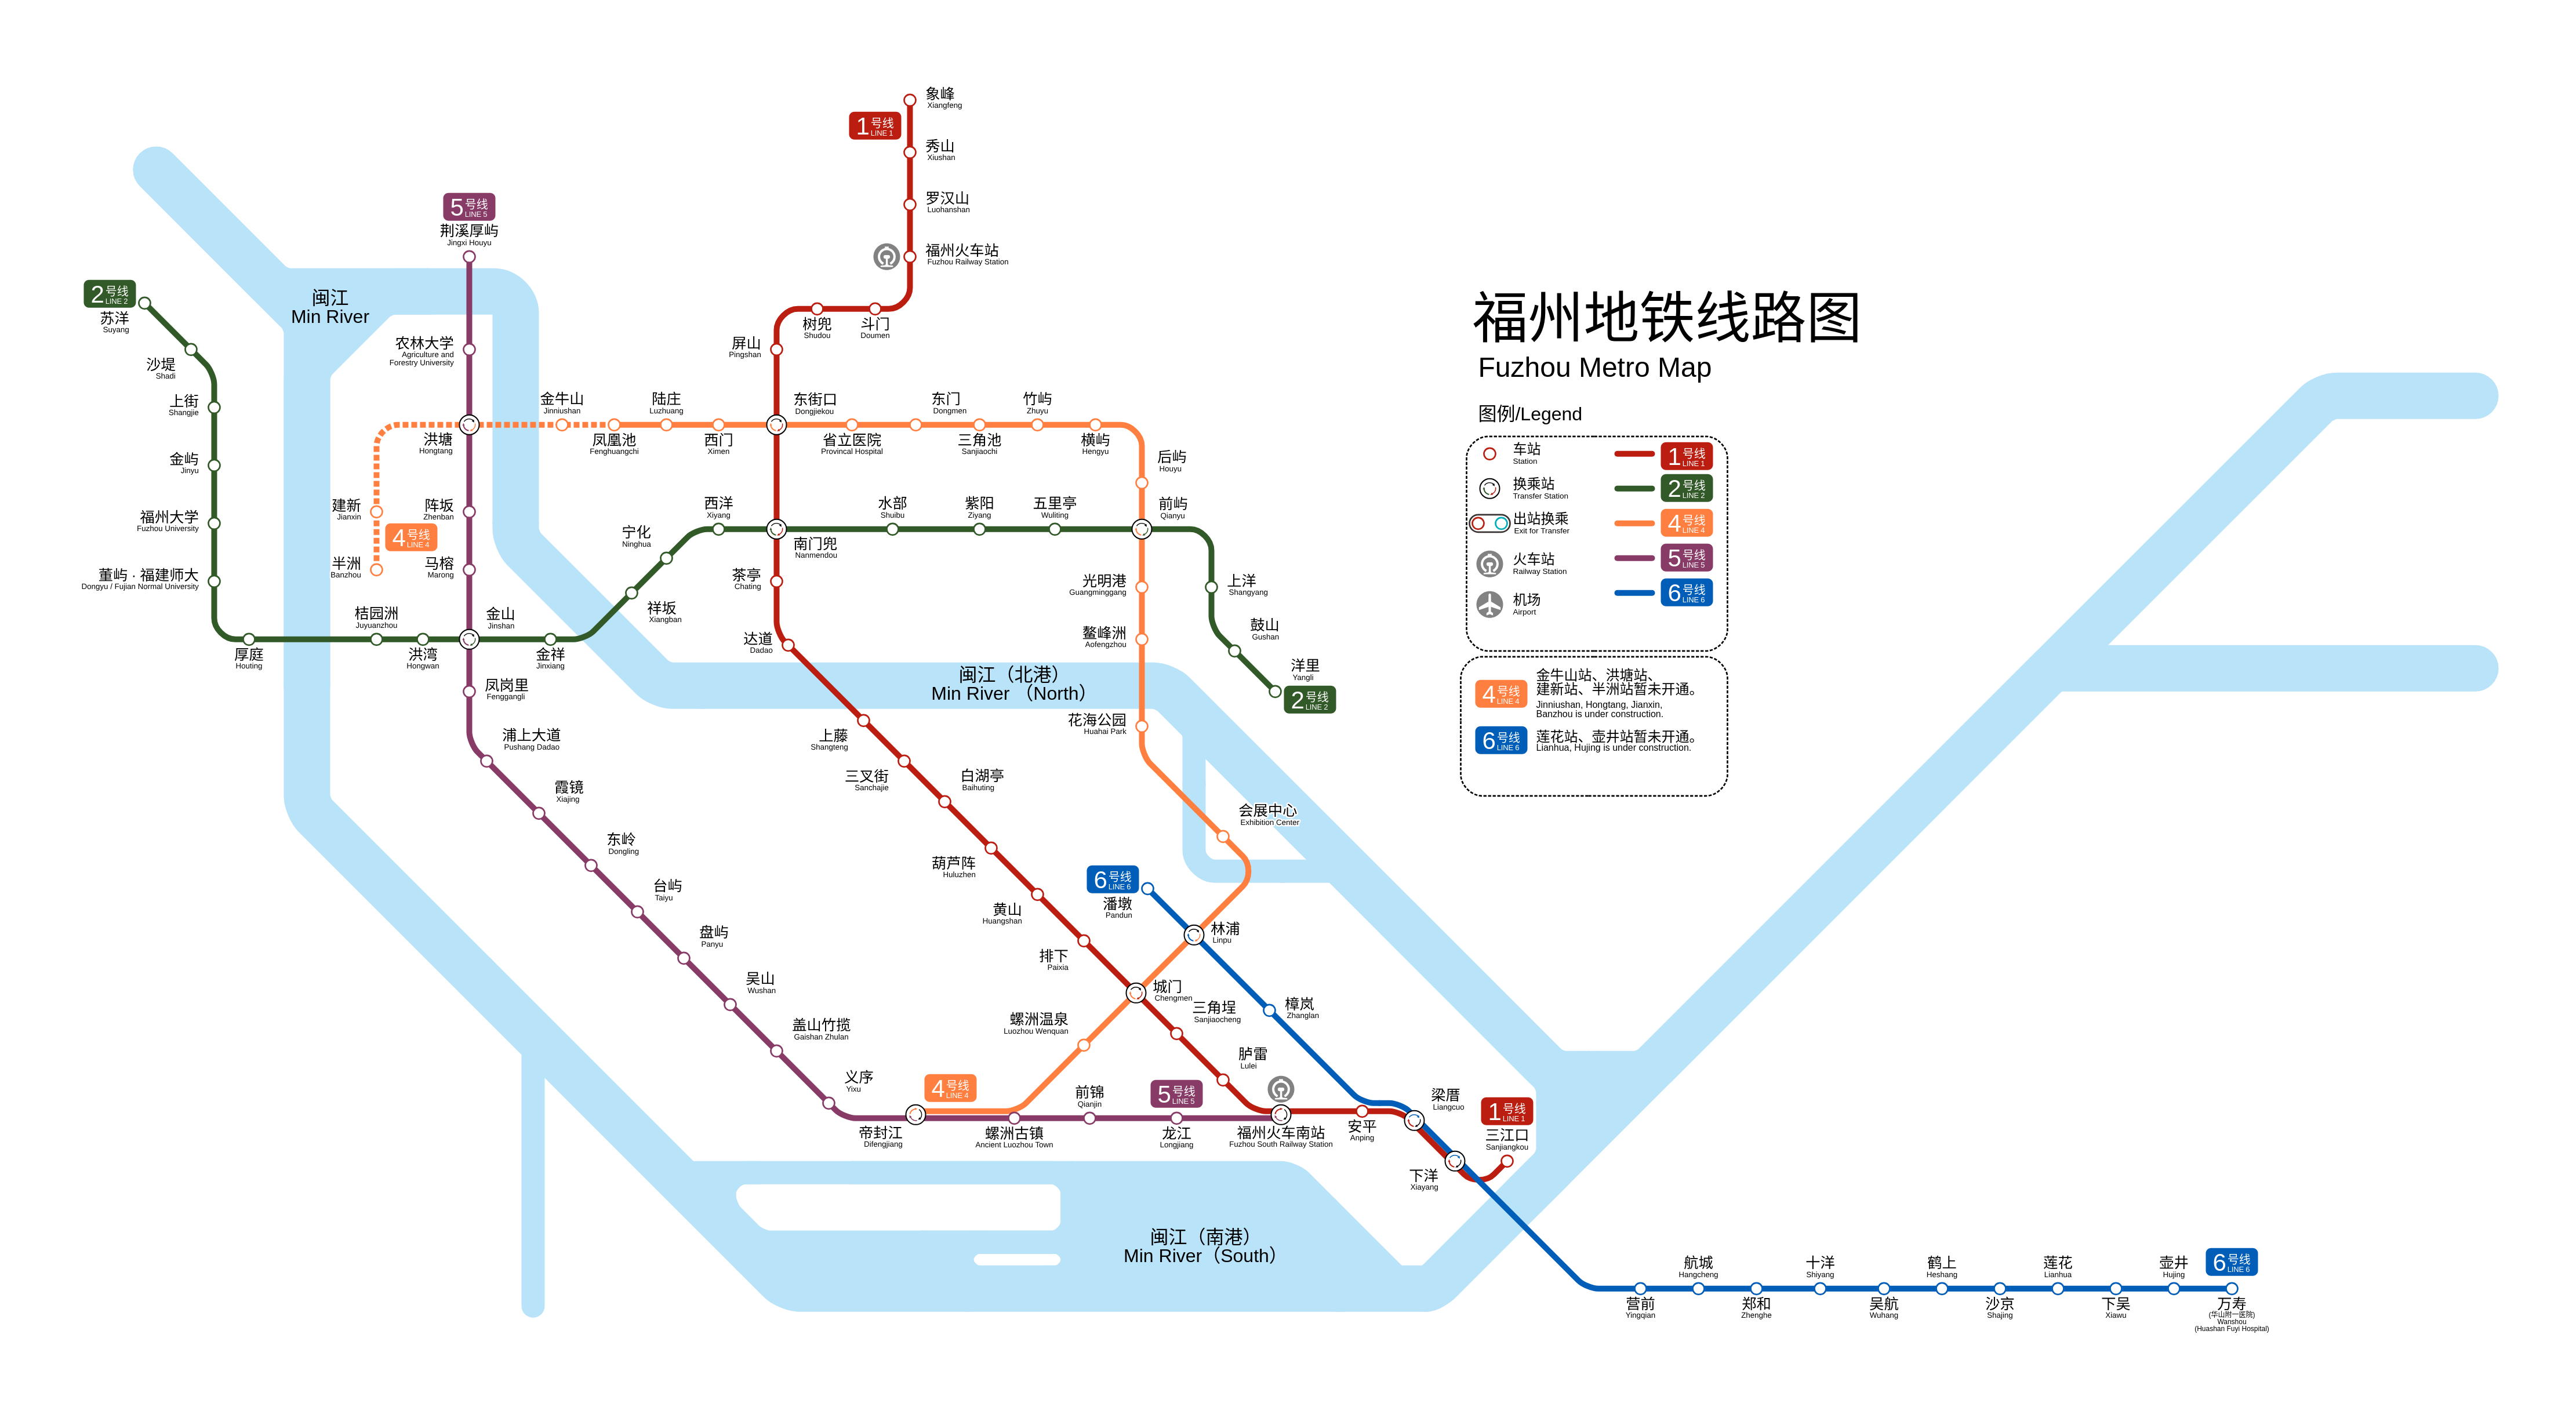 象峰
Xiangfeng
1号线
LINE 1
秀山
Xiushan
罗汉山
Luohanshan
福州火车站
Fuzhou Railway Station
树兜
Shudou
斗门
Doumen
屏山
Pingshan
5号线
LINE 5
荆溪厚屿
Jingxi Houyu
2号线
LINE 2
苏洋
Suyang
闽江
Min River
沙堤
Shadi
农林大学
Agriculture and
Forestry University
上街
Shangjie
金牛山
Jinniushan
陆庄
Luzhuang
东街口
Dongjiekou
东门
Dongmen
竹屿
Zhuyu
洪塘
Hongtang
凤凰池
Fenghuangchi
西门
Ximen
省立医院
Provincal Hospital
三角池
Sanjiaochi
横屿
Hengyu
后屿
Houyu
金屿
Jinyu
建新
Jianxin
阵坂
Zhenban
福州大学
Fuzhou University
4号线
LINE 4
西洋
Xiyang
水部
Shuibu
紫阳
Ziyang
五里亭
Wuliting
前屿
Qianyu
宁化
Ninghua
南门兜
Nanmendou
半洲
Banzhou
马榕
Marong
董屿 · 福建师大
Dongyu / Fujian Normal University
茶亭
Chating
光明港
Guangminggang
上洋
Shangyang
桔园洲
Juyuanzhou
金山
Jinshan
祥坂
Xiangban
厚庭
Houting
洪湾
Hongwan
金祥
Jinxiang
达道
Dadao
鳌峰洲
Aofengzhou
鼓山
Gushan
洋里
Yangli
2号线
LINE 2
闽江（北港）
Min River （North）
凤岗里
Fenggangli
花海公园
Huahai Park
浦上大道
Pushang Dadao
上藤
Shangteng
霞镜
Xiajing
三叉街
Sanchajie
白湖亭
Baihuting
会展中心
Exhibition Center
东岭
Dongling
葫芦阵
Huluzhen
台屿
Taiyu
黄山
Huangshan
6号线
LINE 6
潘墩
Pandun
盘屿
Panyu
排下
Paixia
林浦
Linpu
吴山
Wushan
城门
Chengmen
三角埕
Sanjiaocheng
樟岚
Zhanglan
盖山竹揽
Gaishan Zhulan
螺洲温泉
Luozhou Wenquan
胪雷
Lulei
义序
Yixu
4号线
LINE 4
前锦
Qianjin
5号线
LINE 5
梁厝
Liangcuo
1号线
LINE 1
帝封江
Difengjiang
螺洲古镇
Ancient Luozhou Town
龙江
Longjiang
福州火车南站
Fuzhou South Railway Station
安平
Anping
三江口
Sanjiangkou
下洋
Xiayang
闽江（南港）
Min River（South）
航城
Hangcheng
十洋
Shiyang
鹤上
Heshang
莲花
Lianhua
壶井
Hujing
6号线
LINE 6
营前
Yingqian
郑和
Zhenghe
吴航
Wuhang
沙京
Shajing
下吴
Xiawu
万寿
(华山附一医院)
Wanshou
(Huashan Fuyi Hospital)
福州地铁线路图
Fuzhou Metro Map
图例/Legend
车站
Station
1号线
LINE 1
换乘站
Transfer Station
2号线
LINE 2
出站换乘
Exit for Transfer
4号线
LINE 4
火车站
Railway Station
5号线
LINE 5
机场
Airport
6号线
LINE 6
4号线
LINE 4
金牛山站、洪塘站、
建新站、半洲站暂未开通。
Jinniushan, Hongtang, Jianxin,
Banzhou is under construction.
6号线
LINE 6
莲花站、壶井站暂未开通。
Lianhua, Hujing is under construction.